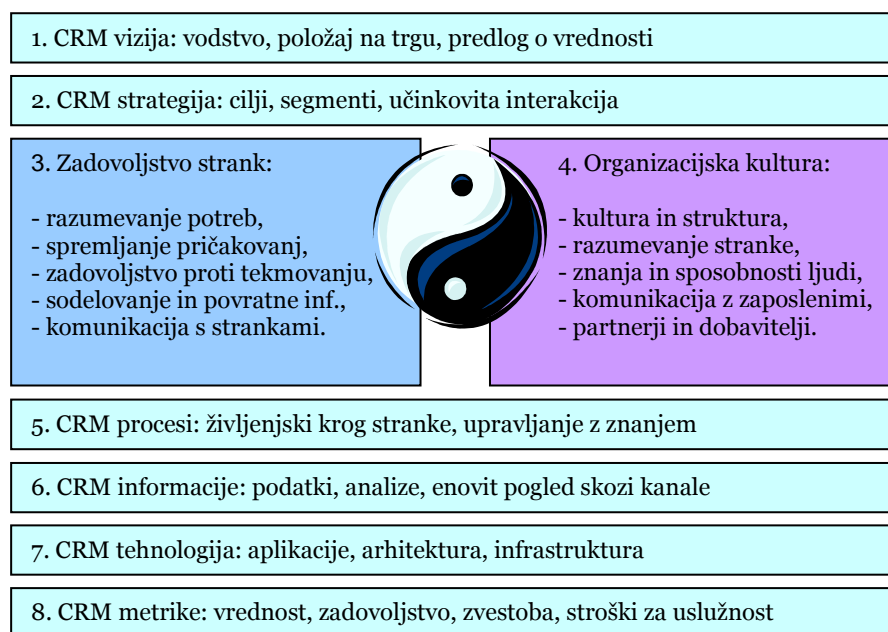 1. CRM vizija: vodstvo, položaj na trgu, predlog o vrednosti
2. CRM strategija: cilji, segmenti, učinkovita interakcija
3. Zadovoljstvo strank:
- razumevanje potreb,
- spremljanje pričakovanj,
- zadovoljstvo proti tekmovanju,
- sodelovanje in povratne inf.,
- komunikacija s strankami.
4. Organizacijska kultura:
- kultura in struktura,
- razumevanje stranke,
- znanja in sposobnosti ljudi,
- komunikacija z zaposlenimi,
- partnerji in dobavitelji.
5. CRM procesi: življenjski krog stranke, upravljanje z znanjem
6. CRM informacije: podatki, analize, enovit pogled skozi kanale
7. CRM tehnologija: aplikacije, arhitektura, infrastruktura
8. CRM metrike: vrednost, zadovoljstvo, zvestoba, stroški za uslužnost